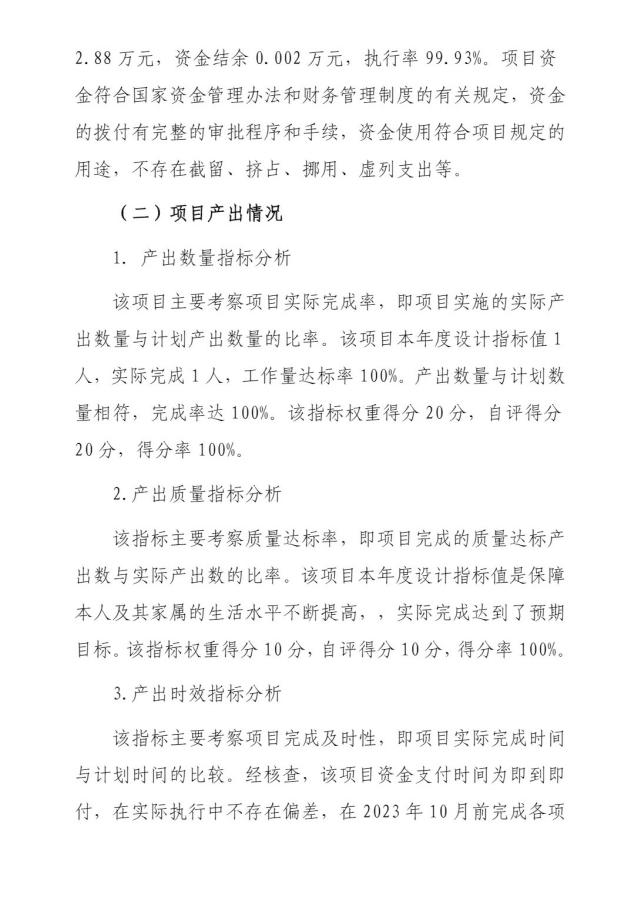 2.88 万元，资金结余 0.002 万元，执行率 99.93%。项目资
金符合国家资金管理办法和财务管理制度的有关规定，资金
的拨付有完整的审批程序和手续，资金使用符合项目规定的
用途，不存在截留、挤占、挪用、虚列支出等。
（二）项目产出情况
1. 产出数量指标分析
该项目主要考察项目实际完成率，即项目实施的实际产
出数量与计划产出数量的比率。该项目本年度设计指标值 1
人，实际完成 1 人，工作量达标率 100%。产出数量与计划数
量相符，完成率达 100%。该指标权重得分 20 分，自评得分
20 分，得分率 100%。
2.产出质量指标分析
该指标主要考察质量达标率，即项目完成的质量达标产
出数与实际产出数的比率。该项目本年度设计指标值是保障
本人及其家属的生活水平不断提高，，实际完成达到了预期
目标。该指标权重得分 10 分，自评得分 10 分，得分率 100%。
3.产出时效指标分析
该指标主要考察项目完成及时性，即项目实际完成时间
与计划时间的比较。经核查，该项目资金支付时间为即到即
付，在实际执行中不存在偏差，在 2023 年 10 月前完成各项